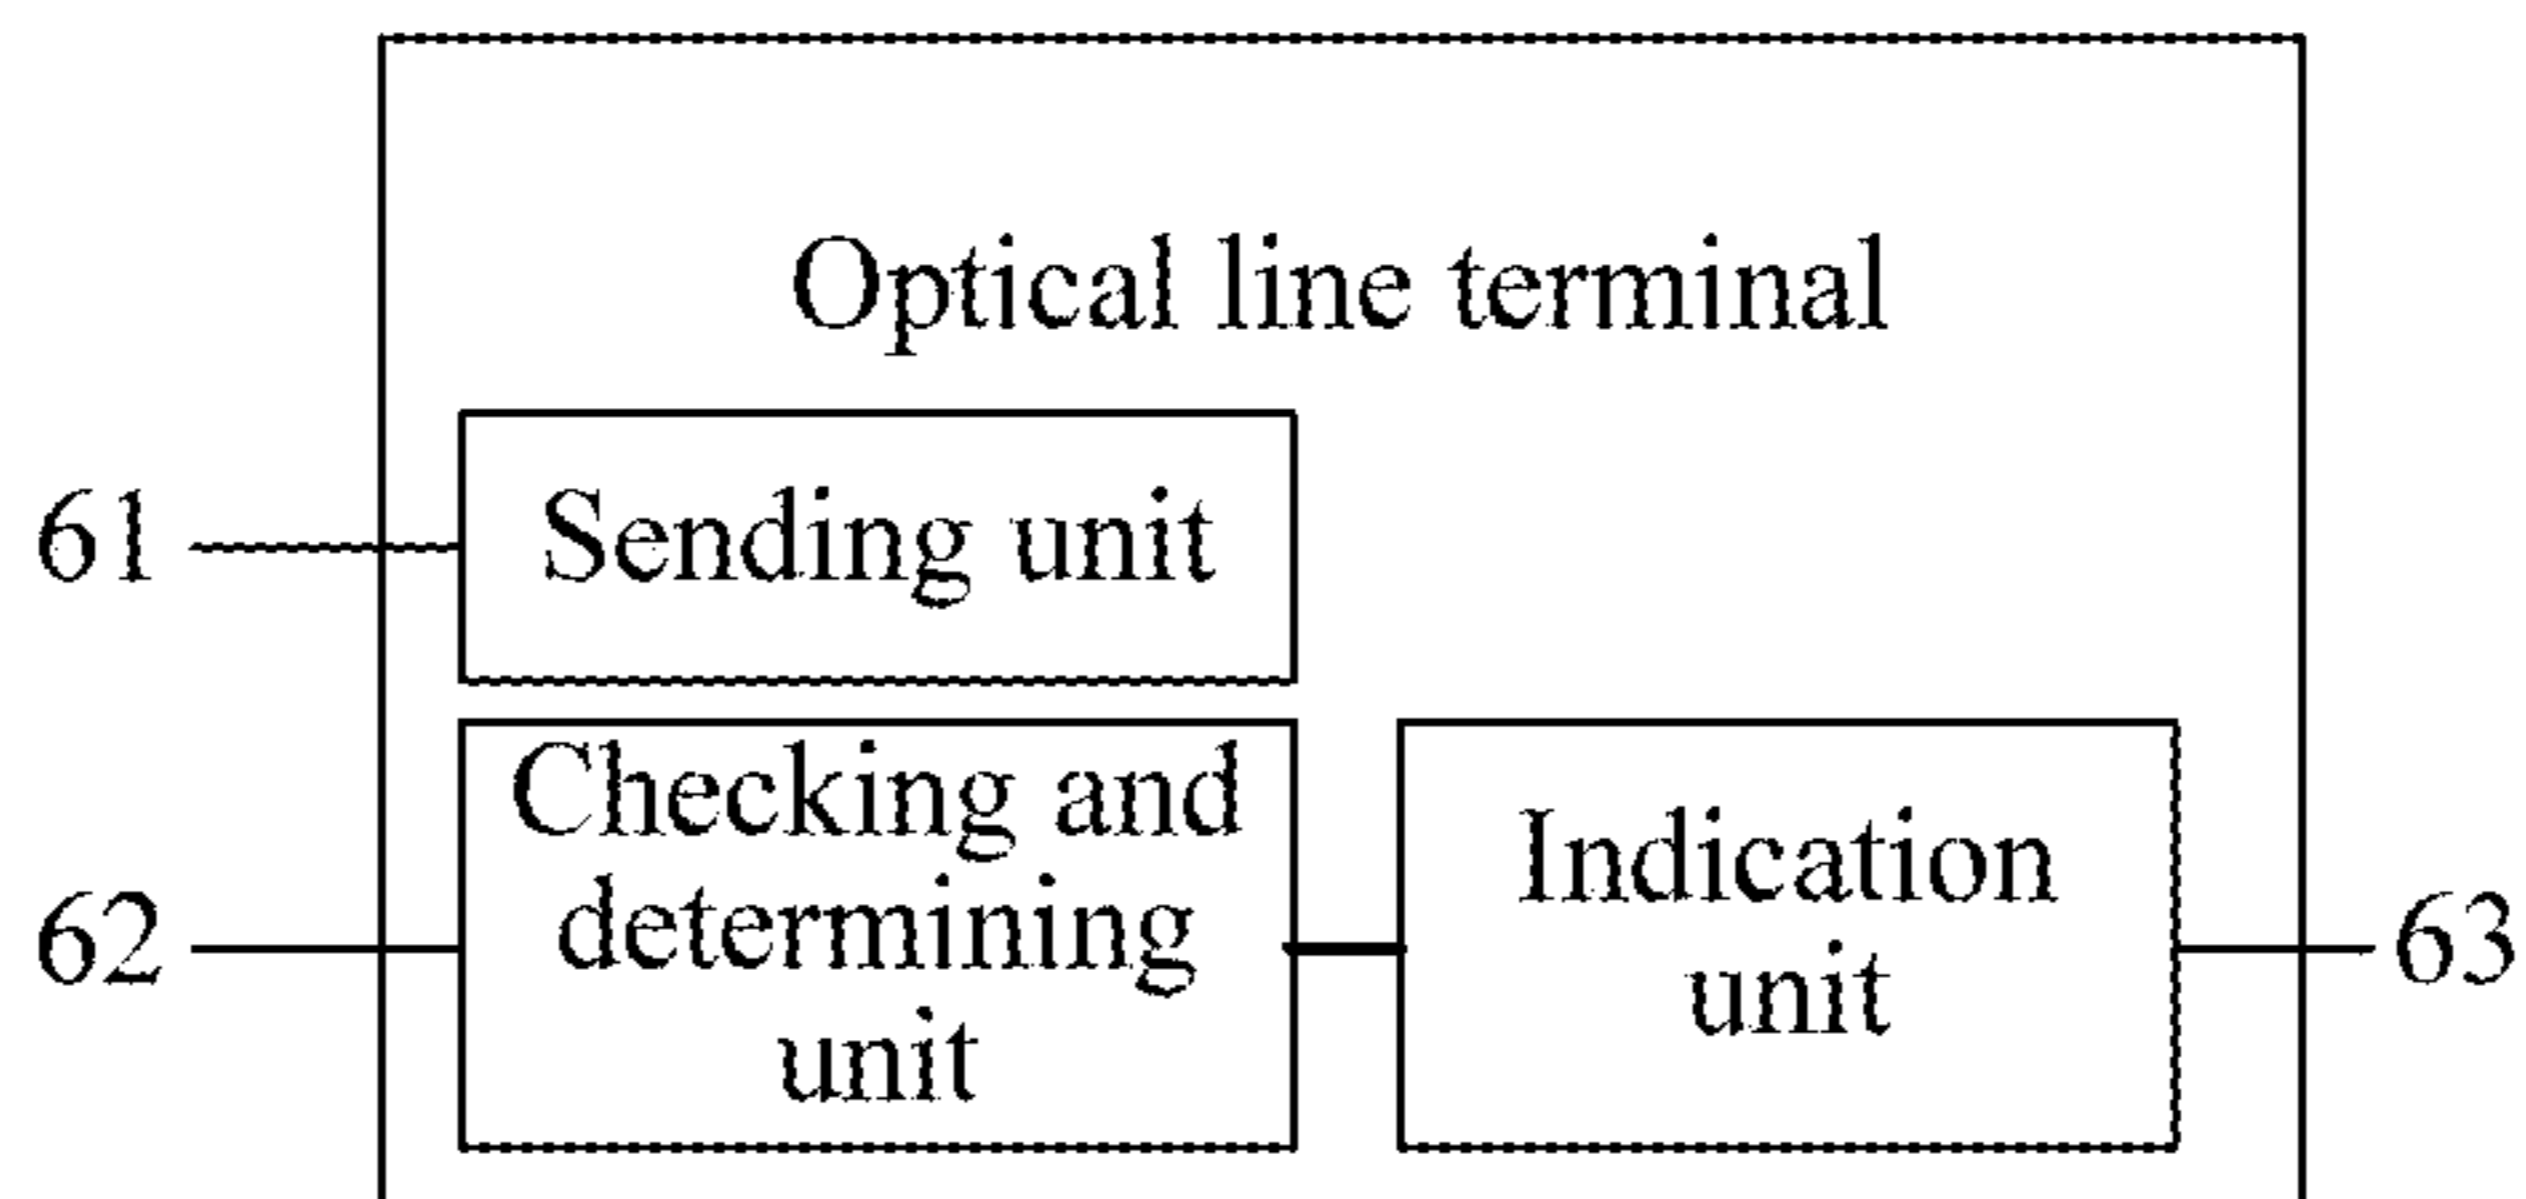 Optical line terminal
61
Sending unit
62
Checking and
determining
unit
Indication
unit
63